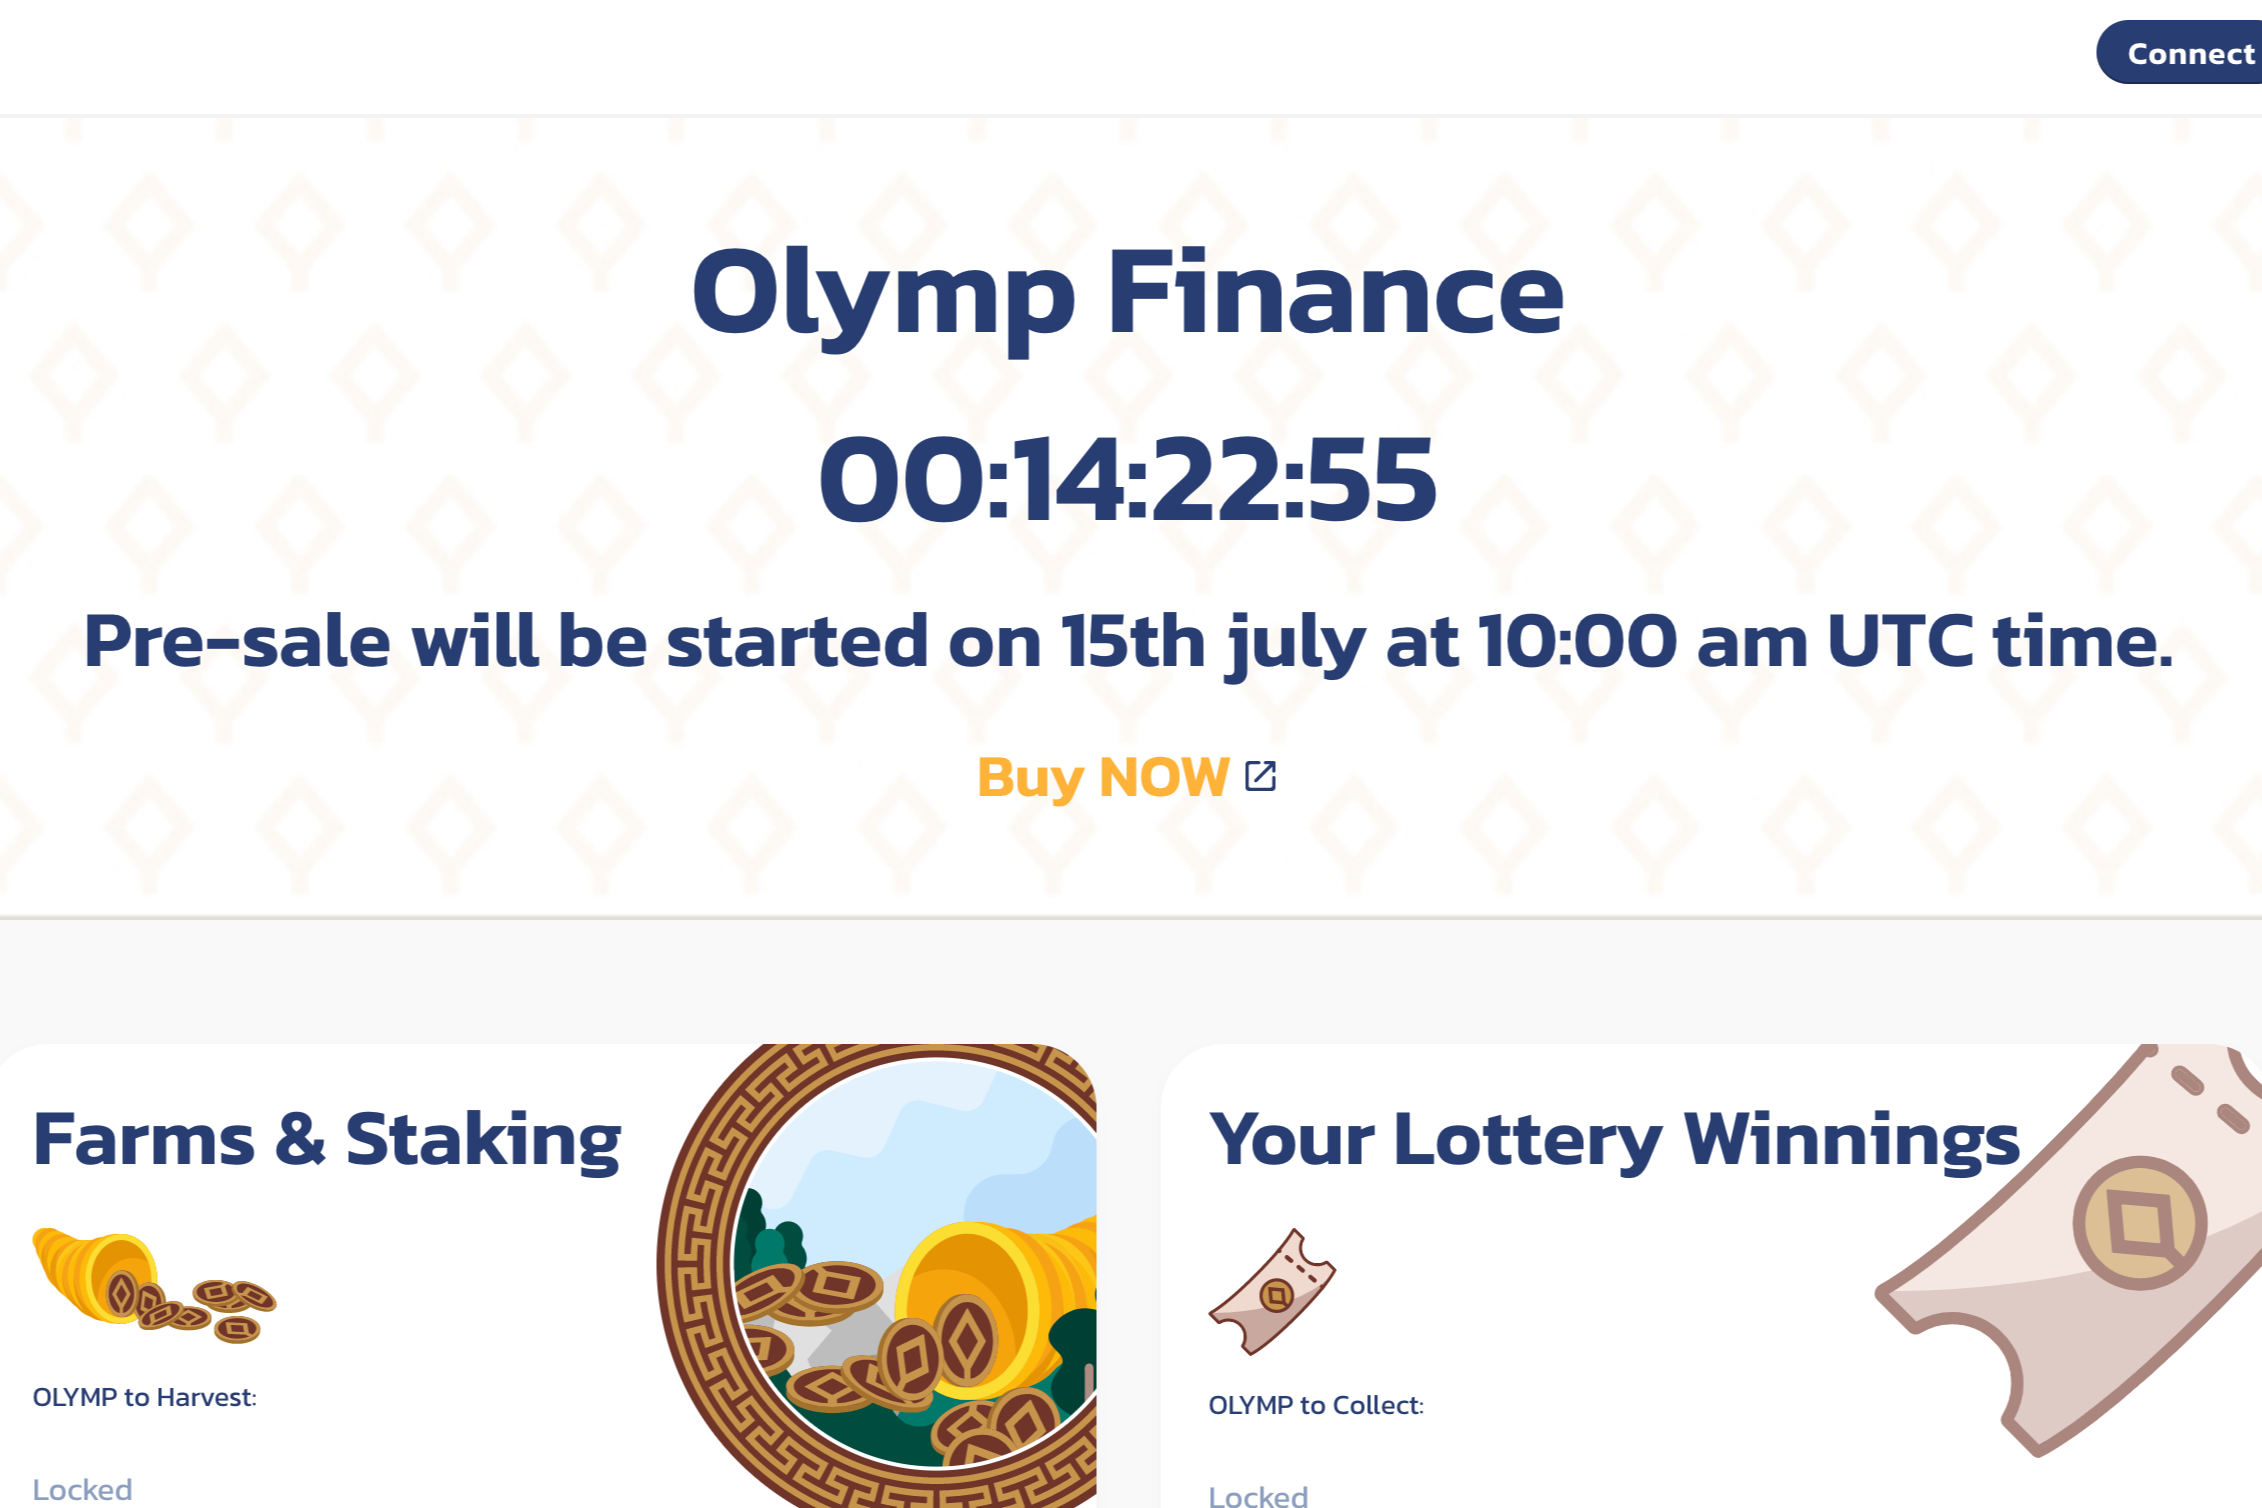 Connect
Olymp Finance
00:14:22:55
Pre-sale will be started on 15th july at 10:00 am UTC time.
Buy NOW
Farms & Staking
OLYMP to Harvest:
Locked
Your Lottery Winnings
OLYMP to Collect:
Locked